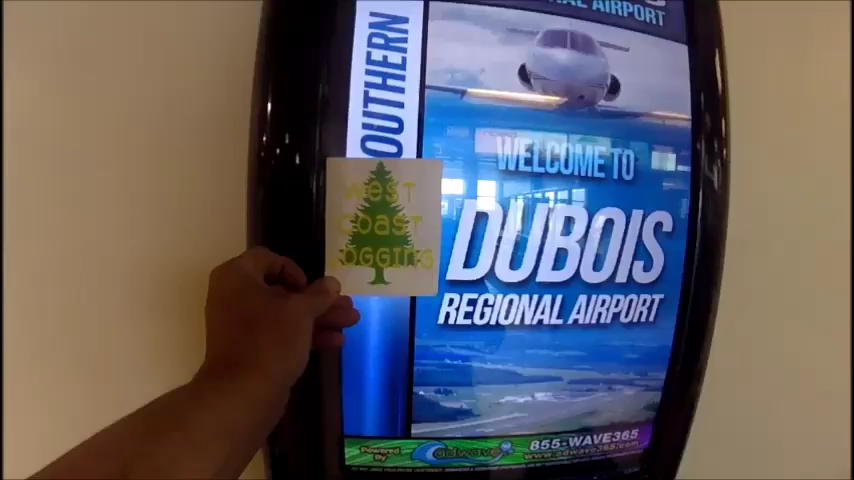 AL AIRPORT
OUTHERN
WELCOME TO
DUBOIS
REGIONAL AIRPORT
West
Coast
LOGGING
Powered
By
adwave
855-WAVE365
www.adwave365.com